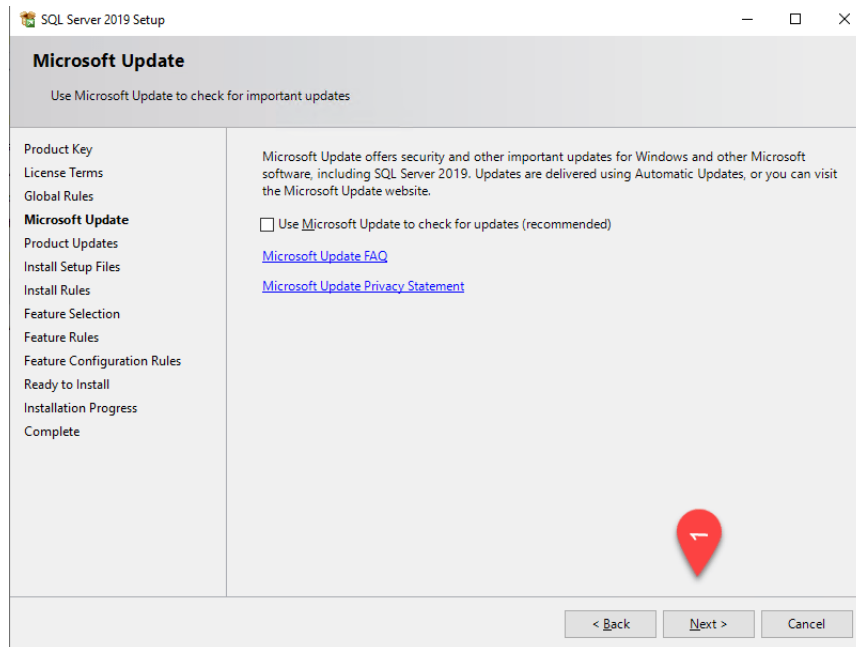 SQL Server 2019 Setup
Microsoft Update
Use Microsoft Update to check for important updates
Product Key
License Terms
Global Rules
Microsoft Update
Product Updates
Install Setup Files
Install Rules
Feature Selection
Feature Rules
Feature Configuration Rules
Ready to Install
Installation Progress
Complete
Microsoft Update offers security and other important updates for Windows and other Microsoft
software, including SQL Server 2019. Updates are delivered using Automatic Updates, or you can visit
the Microsoft Update website.
Use Microsoft Update to check for updates (recommended)
Microsoft Update FAQ
Microsoft Update Privacy Statement
1
< Back
Next >
Cancel